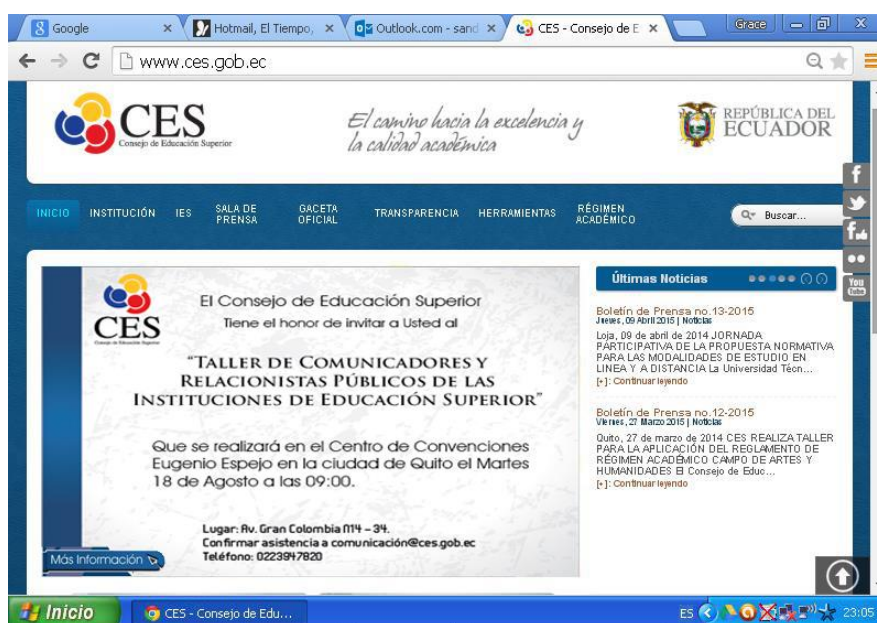 Google
Hotmail, El Tiempo,
Outlook.com - sand
CES - Consejo de E
Grace
www.ces.gob.ec
CES
Consejo de Educación Superior
El camino hacia la excelencia y
la calidad académica
REPÚBLICA DEL
ECUADOR
INICIO
INSTITUCIÓN
IES
SALA DE
PRENSA
GACETA
OFICIAL
TRANSPARENCIA
HERRAMIENTAS
RÉGIMEN
ACADÉMICO
Buscar...
CES
El Consejo de Educación Superior
Tiene el honor de invitar a Usted al
“TALLER DE COMUNICADORES Y
RELACIONISTAS PÚBLICOS DE LAS
INSTITUCIONES DE EDUCACIÓN SUPERIOR”
Que se realizará en el Centro de Convenciones
Eugenio Espejo en la ciudad de Quito el Martes
18 de Agosto a las 09:00.
Lugar: Av. Gran Colombia N14 – 34.
Confirmar asistencia a comunicación@ces.gob.ec
Teléfono: 0223947820
Más Información
Últimas Noticias
Boletín de Prensa no.13-2015
Jueves, 09 Abril 2015 | Noticias
Loja, 09 de abril de 2014 JORNADA
PARTICIPATIVA DE LA PROPUESTA NORMATIVA
PARA LAS MODALIDADES DE ESTUDIO EN
LINEA Y A DISTANCIA La Universidad Técn...
[+]: Continuar leyendo
Boletín de Prensa no.12-2015
Viernes, 27 Marzo 2015 | Noticias
Quito, 27 de marzo de 2014 CES REALIZA TALLER
PARA LA APLICACIÓN DEL REGLAMENTO DE
RÉGIMEN ACADÉMICO CAMPO DE ARTES Y
HUMANIDADES El Consejo de Educ...
[+]: Continuar leyendo
You
Tube
Inicio
CES - Consejo de Edu...
ES
23:05